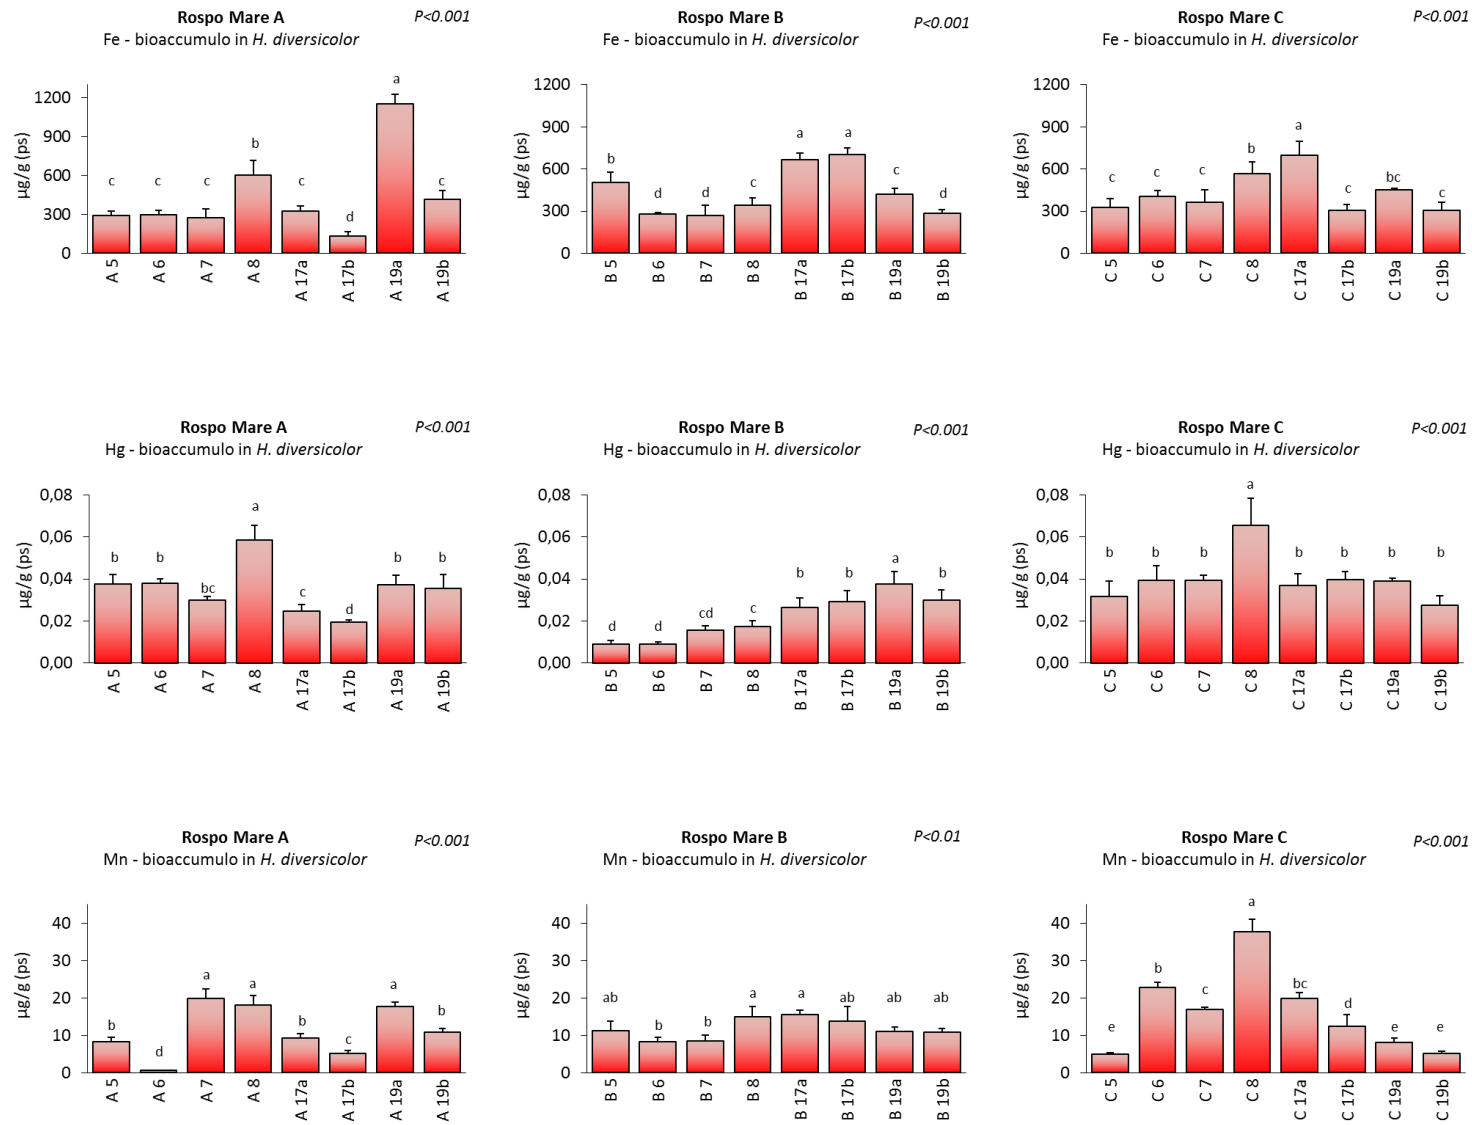 Rospo Mare A
P<0.001
Fe - bioaccumulo in H. diversicolor
µg/g (ps)
1200
900
600
300
0
c c c b c d a c
A 5 A 6 A 7 A 8 A 17a A 17b A 19a A 19b
Rospo Mare B
P<0.001
Fe - bioaccumulo in H. diversicolor
µg/g (ps)
1200
900
600
300
0
b d d c a a c d
B 5 B 6 B 7 B 8 B 17a B 17b B 19a B 19b
Rospo Mare C
P<0.001
Fe - bioaccumulo in H. diversicolor
µg/g (ps)
1200
900
600
300
0
c c c b a c bc c
C 5 C 6 C 7 C 8 C 17a C 17b C 19a C 19b
Rospo Mare A
P<0.001
Hg - bioaccumulo in H. diversicolor
µg/g (ps)
0,08
0,06
0,04
0,02
0,00
b b bc a c d b b
A 5 A 6 A 7 A 8 A 17a A 17b A 19a A 19b
Rospo Mare B
P<0.001
Hg - bioaccumulo in H. diversicolor
µg/g (ps)
0,08
0,06
0,04
0,02
0,00
d d cd c b b a b
B 5 B 6 B 7 B 8 B 17a B 17b B 19a B 19b
Rospo Mare C
P<0.001
Hg - bioaccumulo in H. diversicolor
µg/g (ps)
0,08
0,06
0,04
0,02
0,00
b b b a b b b b
C 5 C 6 C 7 C 8 C 17a C 17b C 19a C 19b
Rospo Mare A
P<0.001
Mn - bioaccumulo in H. diversicolor
µg/g (ps)
40
30
20
10
0
b d a a b c a b
A 5 A 6 A 7 A 8 A 17a A 17b A 19a A 19b
Rospo Mare B
P<0.01
Mn - bioaccumulo in H. diversicolor
µg/g (ps)
40
30
20
10
0
ab b b a a ab ab ab
B 5 B 6 B 7 B 8 B 17a B 17b B 19a B 19b
Rospo Mare C
P<0.001
Mn - bioaccumulo in H. diversicolor
µg/g (ps)
40
30
20
10
0
e b c a bc d e e
C 5 C 6 C 7 C 8 C 17a C 17b C 19a C 19b